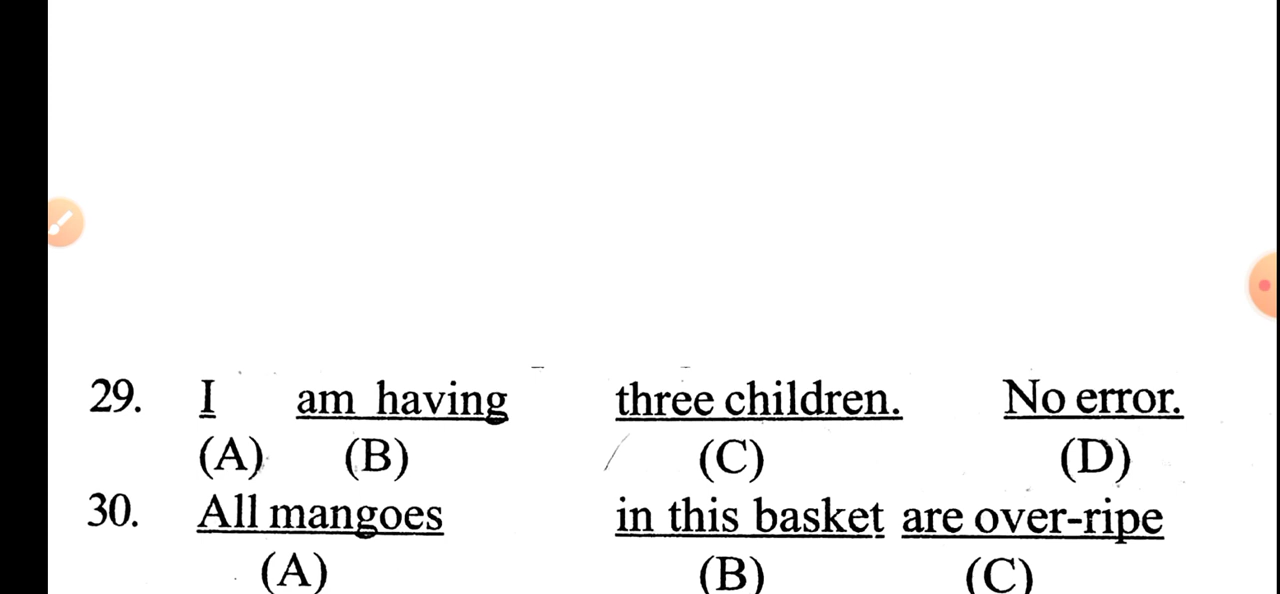 29. I am having three children. No error.
(A) (B) (C) (D)
30. All mangoes in this basket are over-ripe
(A) (B) (C)